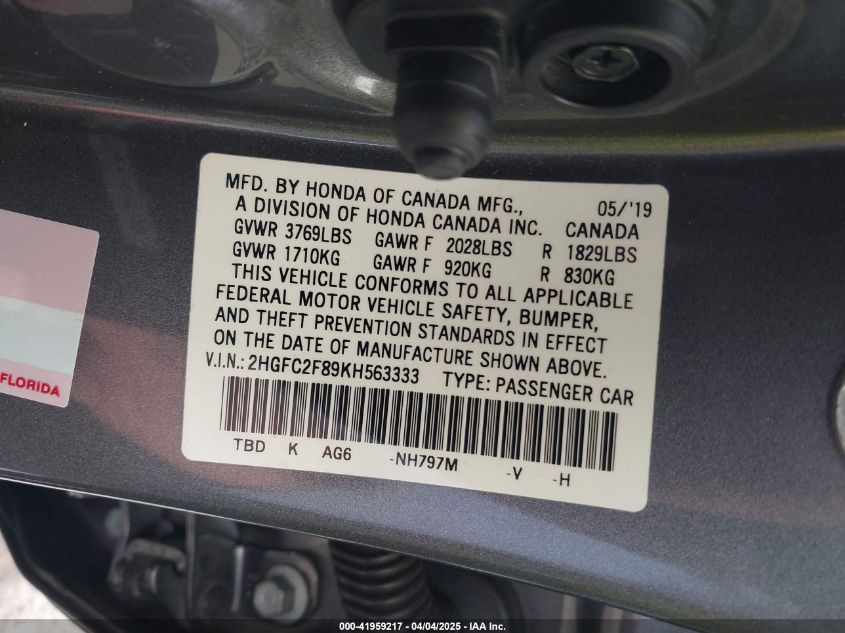 MFD. BY HONDA OF CANADA MFG., 05/'19
A DIVISION OF HONDA CANADA INC. CANADA
GVWR 3769LBS GAWR F 2028LBS R 1829LBS
GVWR 1710KG GAWR F 920KG R 830KG
THIS VEHICLE CONFORMS TO ALL APPLICABLE
FEDERAL MOTOR VEHICLE SAFETY, BUMPER,
AND THEFT PREVENTION STANDARDS IN EFFECT
ON THE DATE OF MANUFACTURE SHOWN ABOVE.
V.I.N.: 2HGFC2F89KH563333 TYPE: PASSENGER CAR
TBD K AG6 -NH797M -V -H
FLORIDA
000-41959217 - 04/04/2025 - IAA Inc.